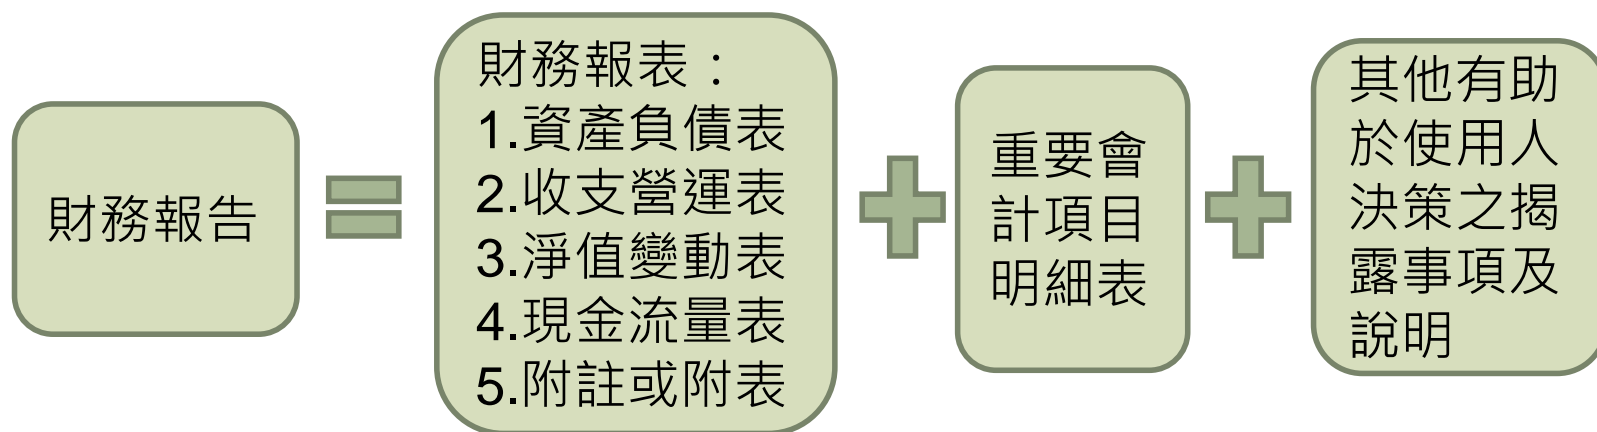 財務報告
財務報表：
1.資產負債表
2.收支營運表
3.淨值變動表
4.現金流量表
5.附註或附表
重要會
計項目
明細表
其他有助
於使用人
決策之揭
露事項及
說明